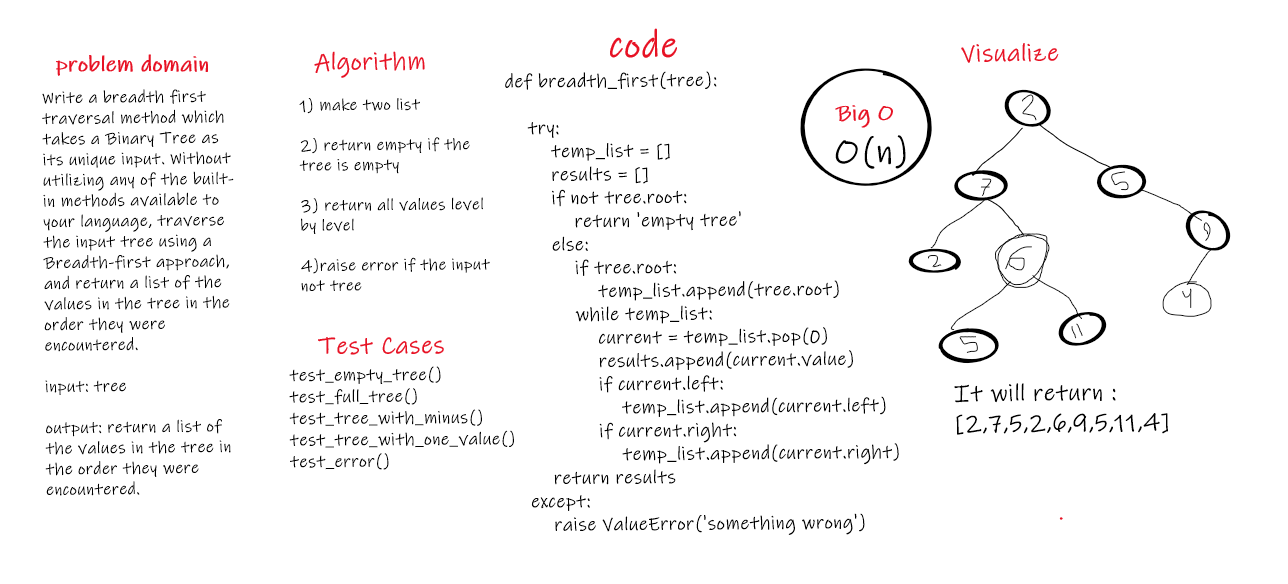 problem domain
Write a breadth first
traversal method which
takes a Binary Tree as
its unique input. Without
utilizing any of the built-
in methods available to
your language, traverse
the input tree using a
Breadth-first approach,
and return a list of the
values in the tree in the
order they were
encountered.
input: tree
output: return a list of
the values in the tree in
the order they were
encountered.
Algorithm
1) make two list
2) return empty if the
tree is empty
3) return all values level
by level
4)raise error if the input
not tree
Test Cases
test_empty_tree()
test_full_tree()
test_tree_with_minus()
test_tree_with_one_value()
test_error()
code
def breadth_first(tree):
try:
temp_list = []
results = []
if not tree.root:
return 'empty tree'
else:
if tree.root:
temp_list.append(tree.root)
while temp_list:
current = temp_list.pop(0)
results.append(current.value)
if current.left:
temp_list.append(current.left)
if current.right:
temp_list.append(current.right)
return results
except:
raise ValueError('something wrong')
Big O
O(n)
Visualize
2
7
5
2
6
9
5
11
4
It will return :
[2,7,5,2,6,9,5,11,4]